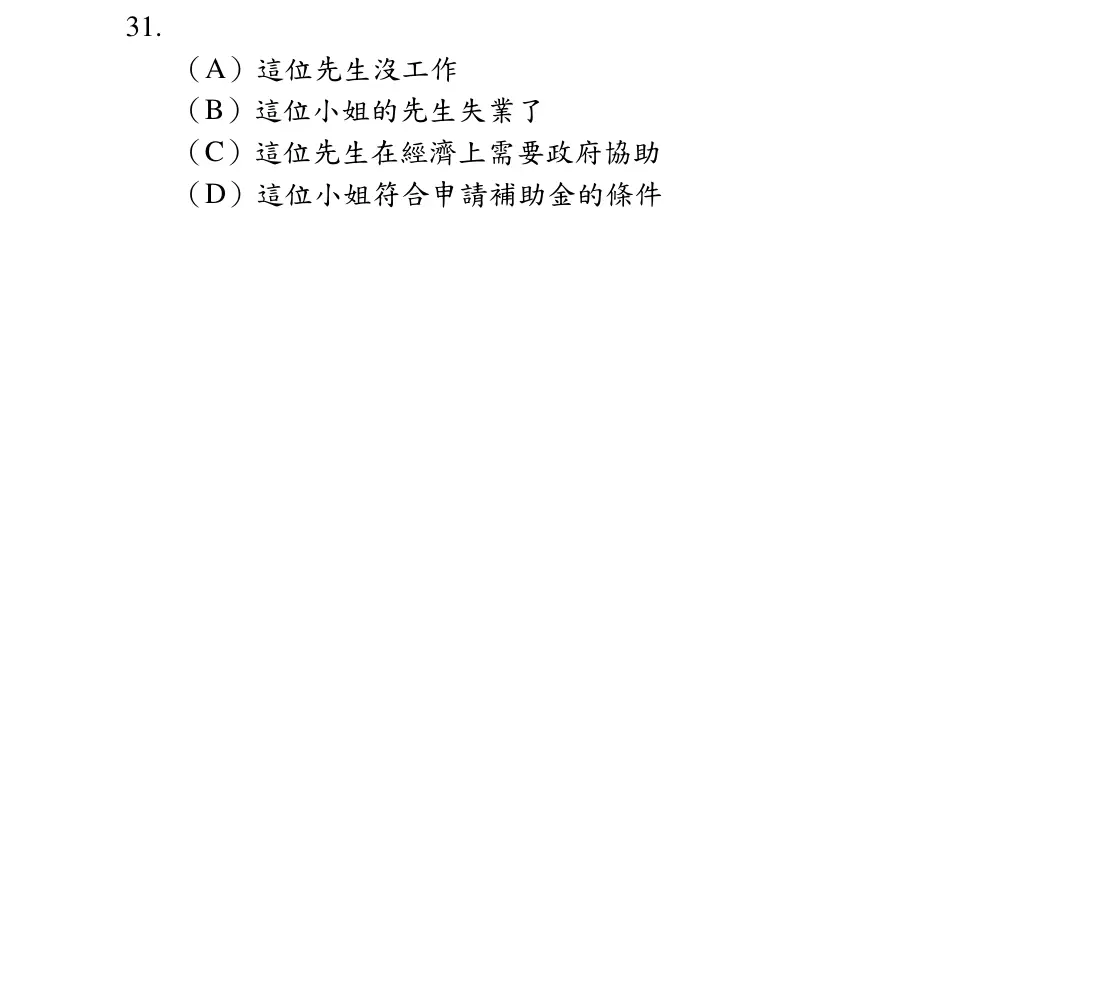 31.
（A）這位先生沒工作
（B）這位小姐的先生失業了
（C）這位先生在經濟上需要政府協助
（D）這位小姐符合申請補助金的條件